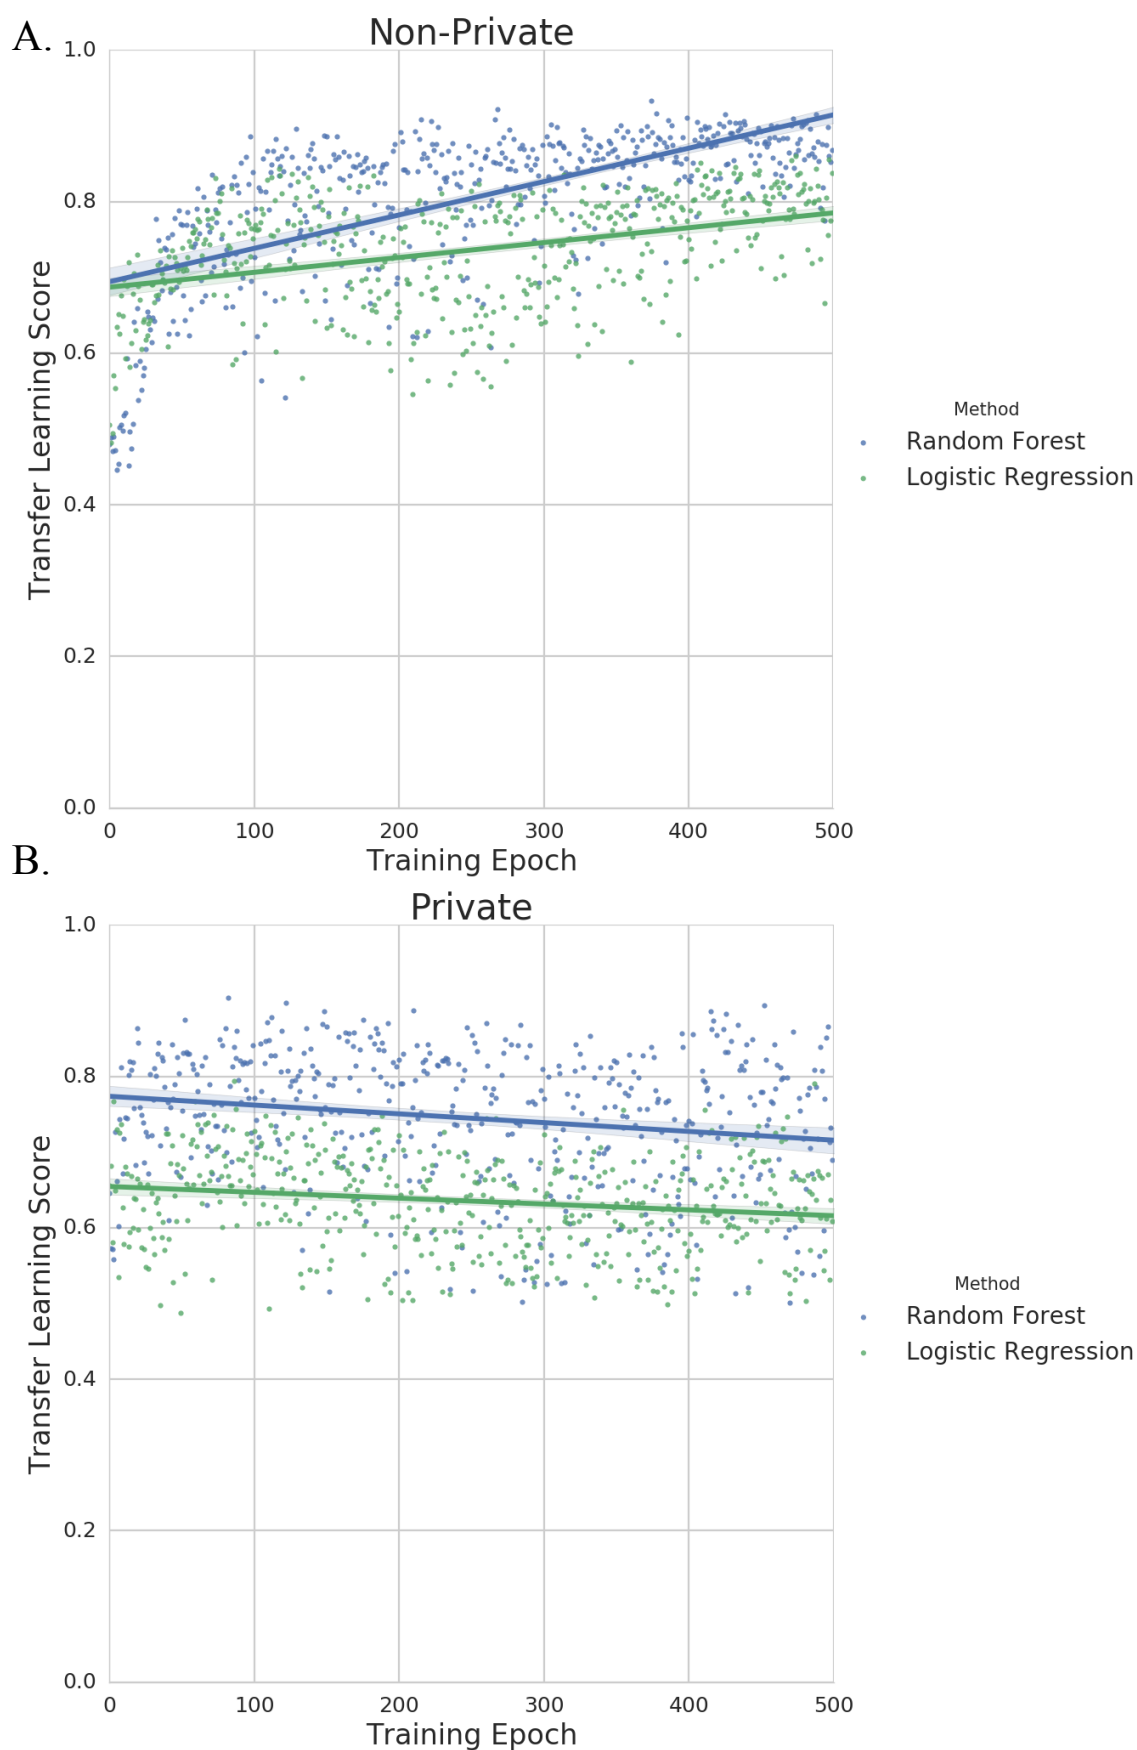 A.
Non-Private
1.0
0.8
0.6
0.4
0.2
0.0
Transfer Learning Score
0 100 200 300 400 500
Training Epoch
Method
Random Forest
Logistic Regression
B.
Private
1.0
0.8
0.6
0.4
0.2
0.0
Transfer Learning Score
0 100 200 300 400 500
Training Epoch
Method
Random Forest
Logistic Regression